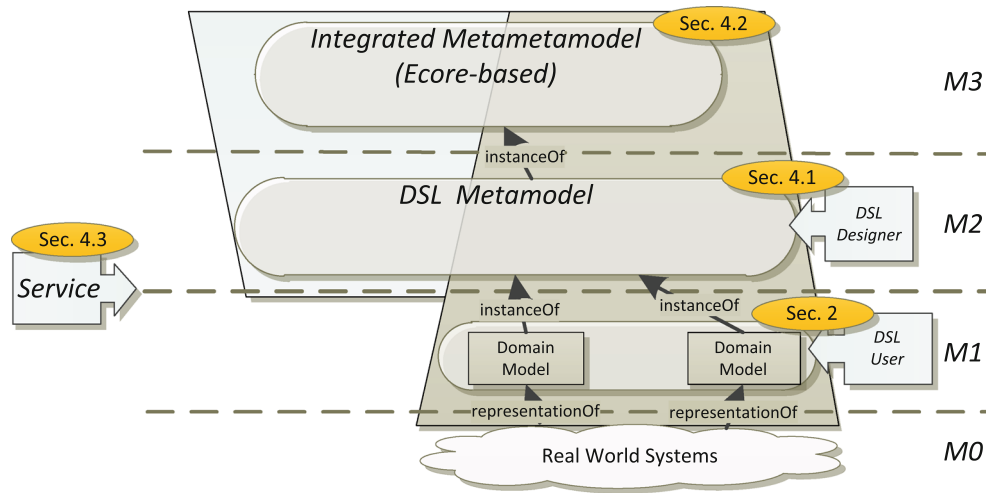 Integrated Metametamodel
(Ecore-based)
Sec. 4.2
M3
instanceOf
DSL Metamodel
Sec. 4.1
DSL
Designer
M2
Sec. 4.3
Service
instanceOf
instanceOf
Sec. 2
Domain
Model
Domain
Model
DSL
User
M1
representationOf
representationOf
Real World Systems
M0